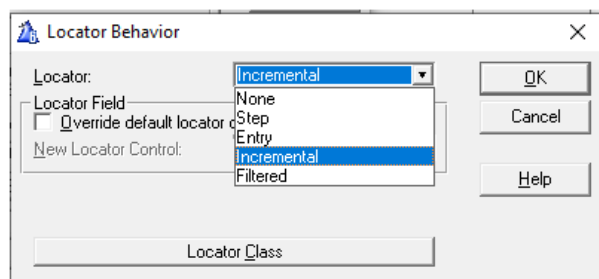 Locator Behavior
Locator: Incremental
OK
None
Locator Field
Step
Override default locator
Cancel
Entry
New Locator Control:
Incremental
Filtered
Help
Locator Class